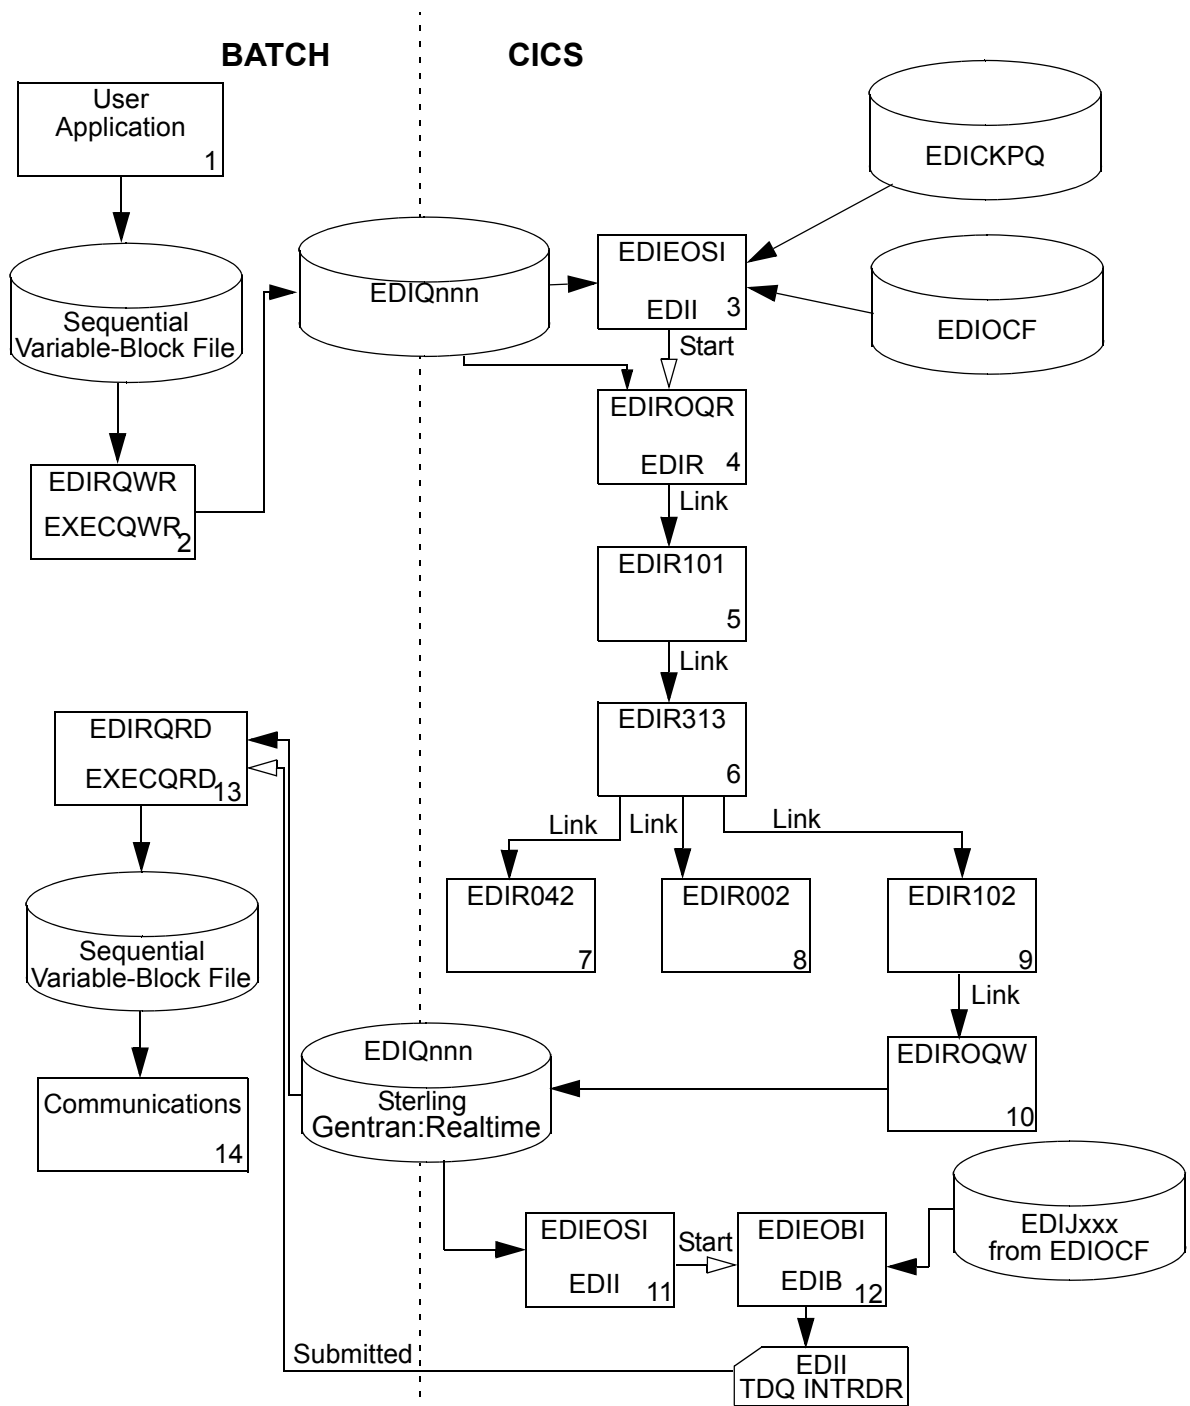 BATCH
CICS
User
Application
1
EDICKPQ
Sequential
Variable-Block File
EDIQnnn
EDIEOSI
EDII
3
EDIOCF
Start
EDIRQWR
EXECQWR
2
EDIROQR
EDIR
4
Link
EDIR101
5
Link
EDIR313
6
EDIRQRD
EXECQRD
13
Link
Link
Link
EDIR042
7
EDIR002
8
EDIR102
9
Sequential
Variable-Block File
Link
EDIROQW
10
EDIQnnn
Sterling
Gentran:Realtime
Communications
14
EDIEOSI
EDII
11
Start
EDIEOBI
EDIB
12
EDIJxxx
from EDIOCF
Submitted
EDII
TDQ INTRDR